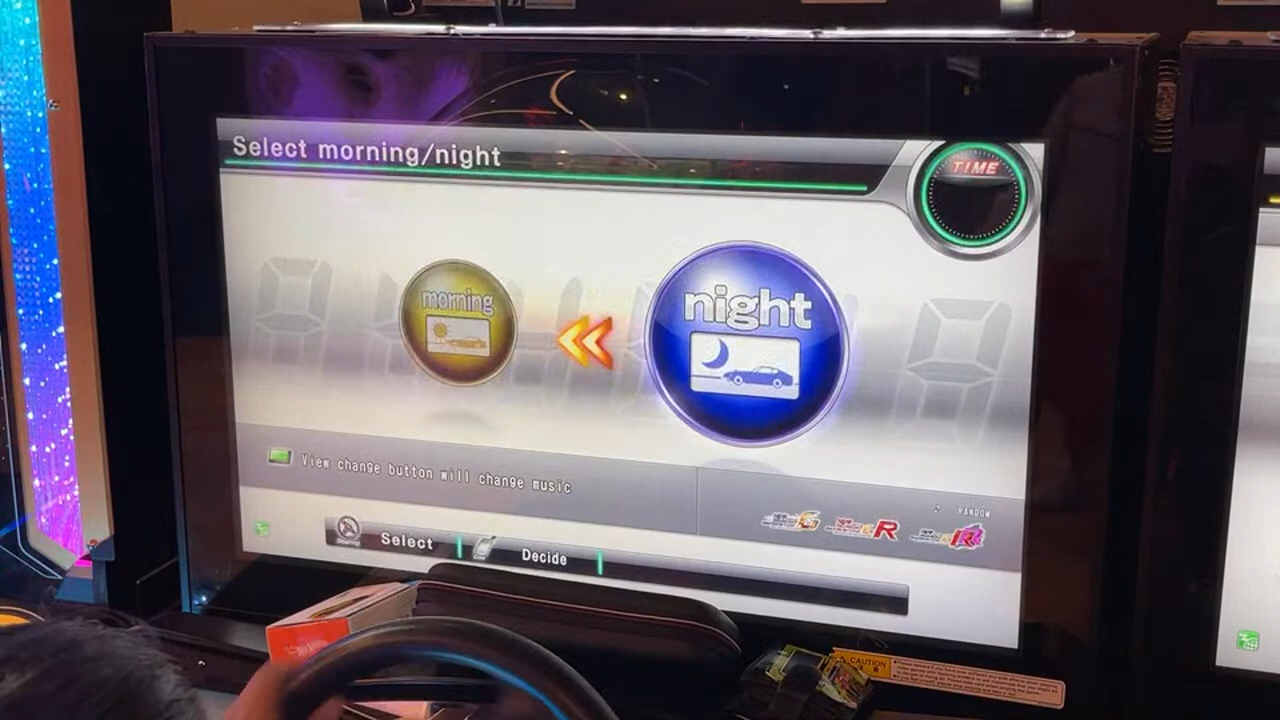 Select morning/night
TIME
morning
night
View change button will change music
RANDOM
R
Select
Decide
CAUTION